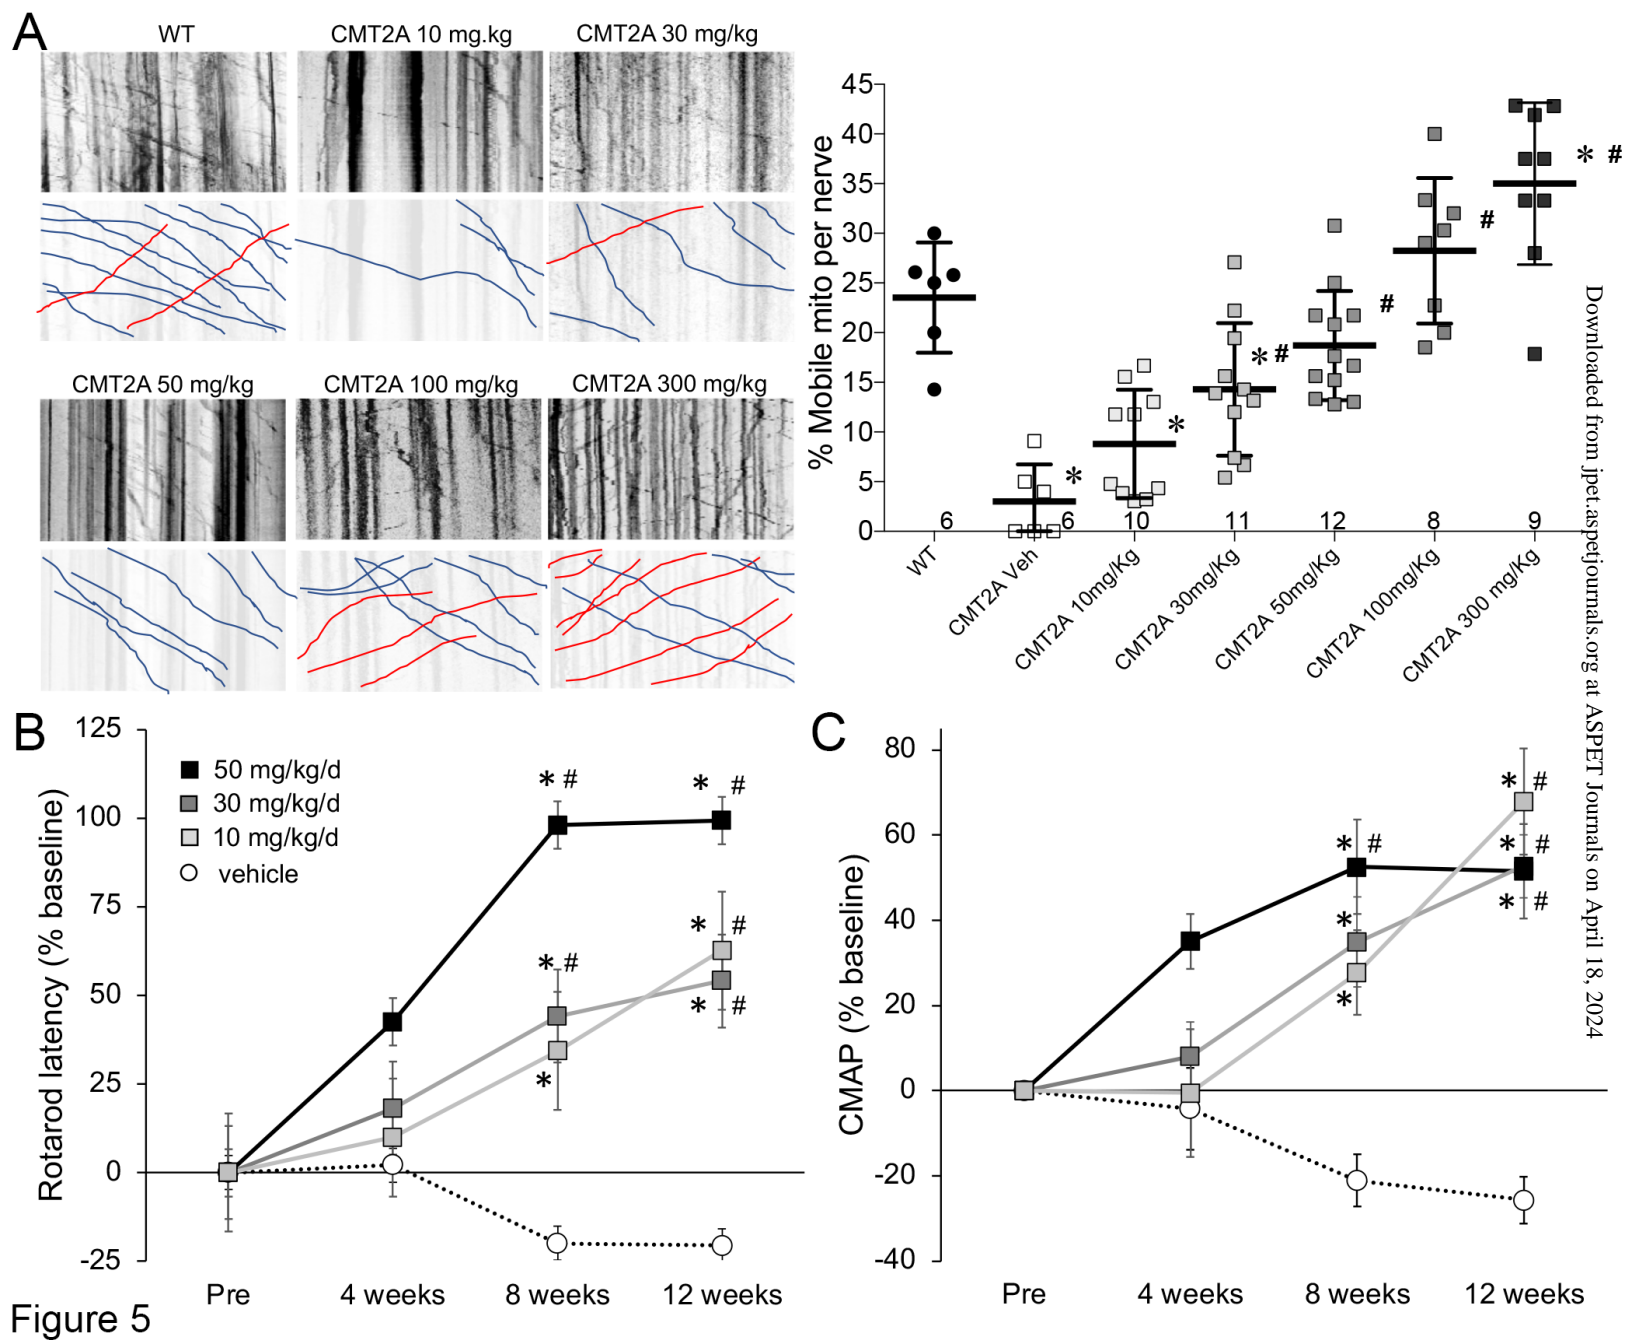 A
WT
CMT2A 10 mg.kg
CMT2A 30 mg/kg
CMT2A 50 mg/kg
CMT2A 100 mg/kg
CMT2A 300 mg/kg
% Mobile mito per nerve
45
40
35
30
25
20
15
10
5
0
* # 
#
#
* #
*
*
6
6
10
11
12
8
9
WT
CMT2A Veh
CMT2A 10mg/Kg
CMT2A 30mg/Kg
CMT2A 50mg/Kg
CMT2A 100mg/Kg
CMT2A 300 mg/Kg
B
Rotarod latency (% baseline)
125
100
75
50
25
0
-25
50 mg/kg/d
30 mg/kg/d
10 mg/kg/d
vehicle
* #
* #
* #
*
* #
* #
Pre
4 weeks
8 weeks
12 weeks
C
CMAP (% baseline)
80
60
40
20
0
-20
-40
* #
*
*
* #
* #
* #
Pre
4 weeks
8 weeks
12 weeks
Downloaded from jpet.aspetjournals.org at ASPET Journals on April 18, 2024
Figure 5